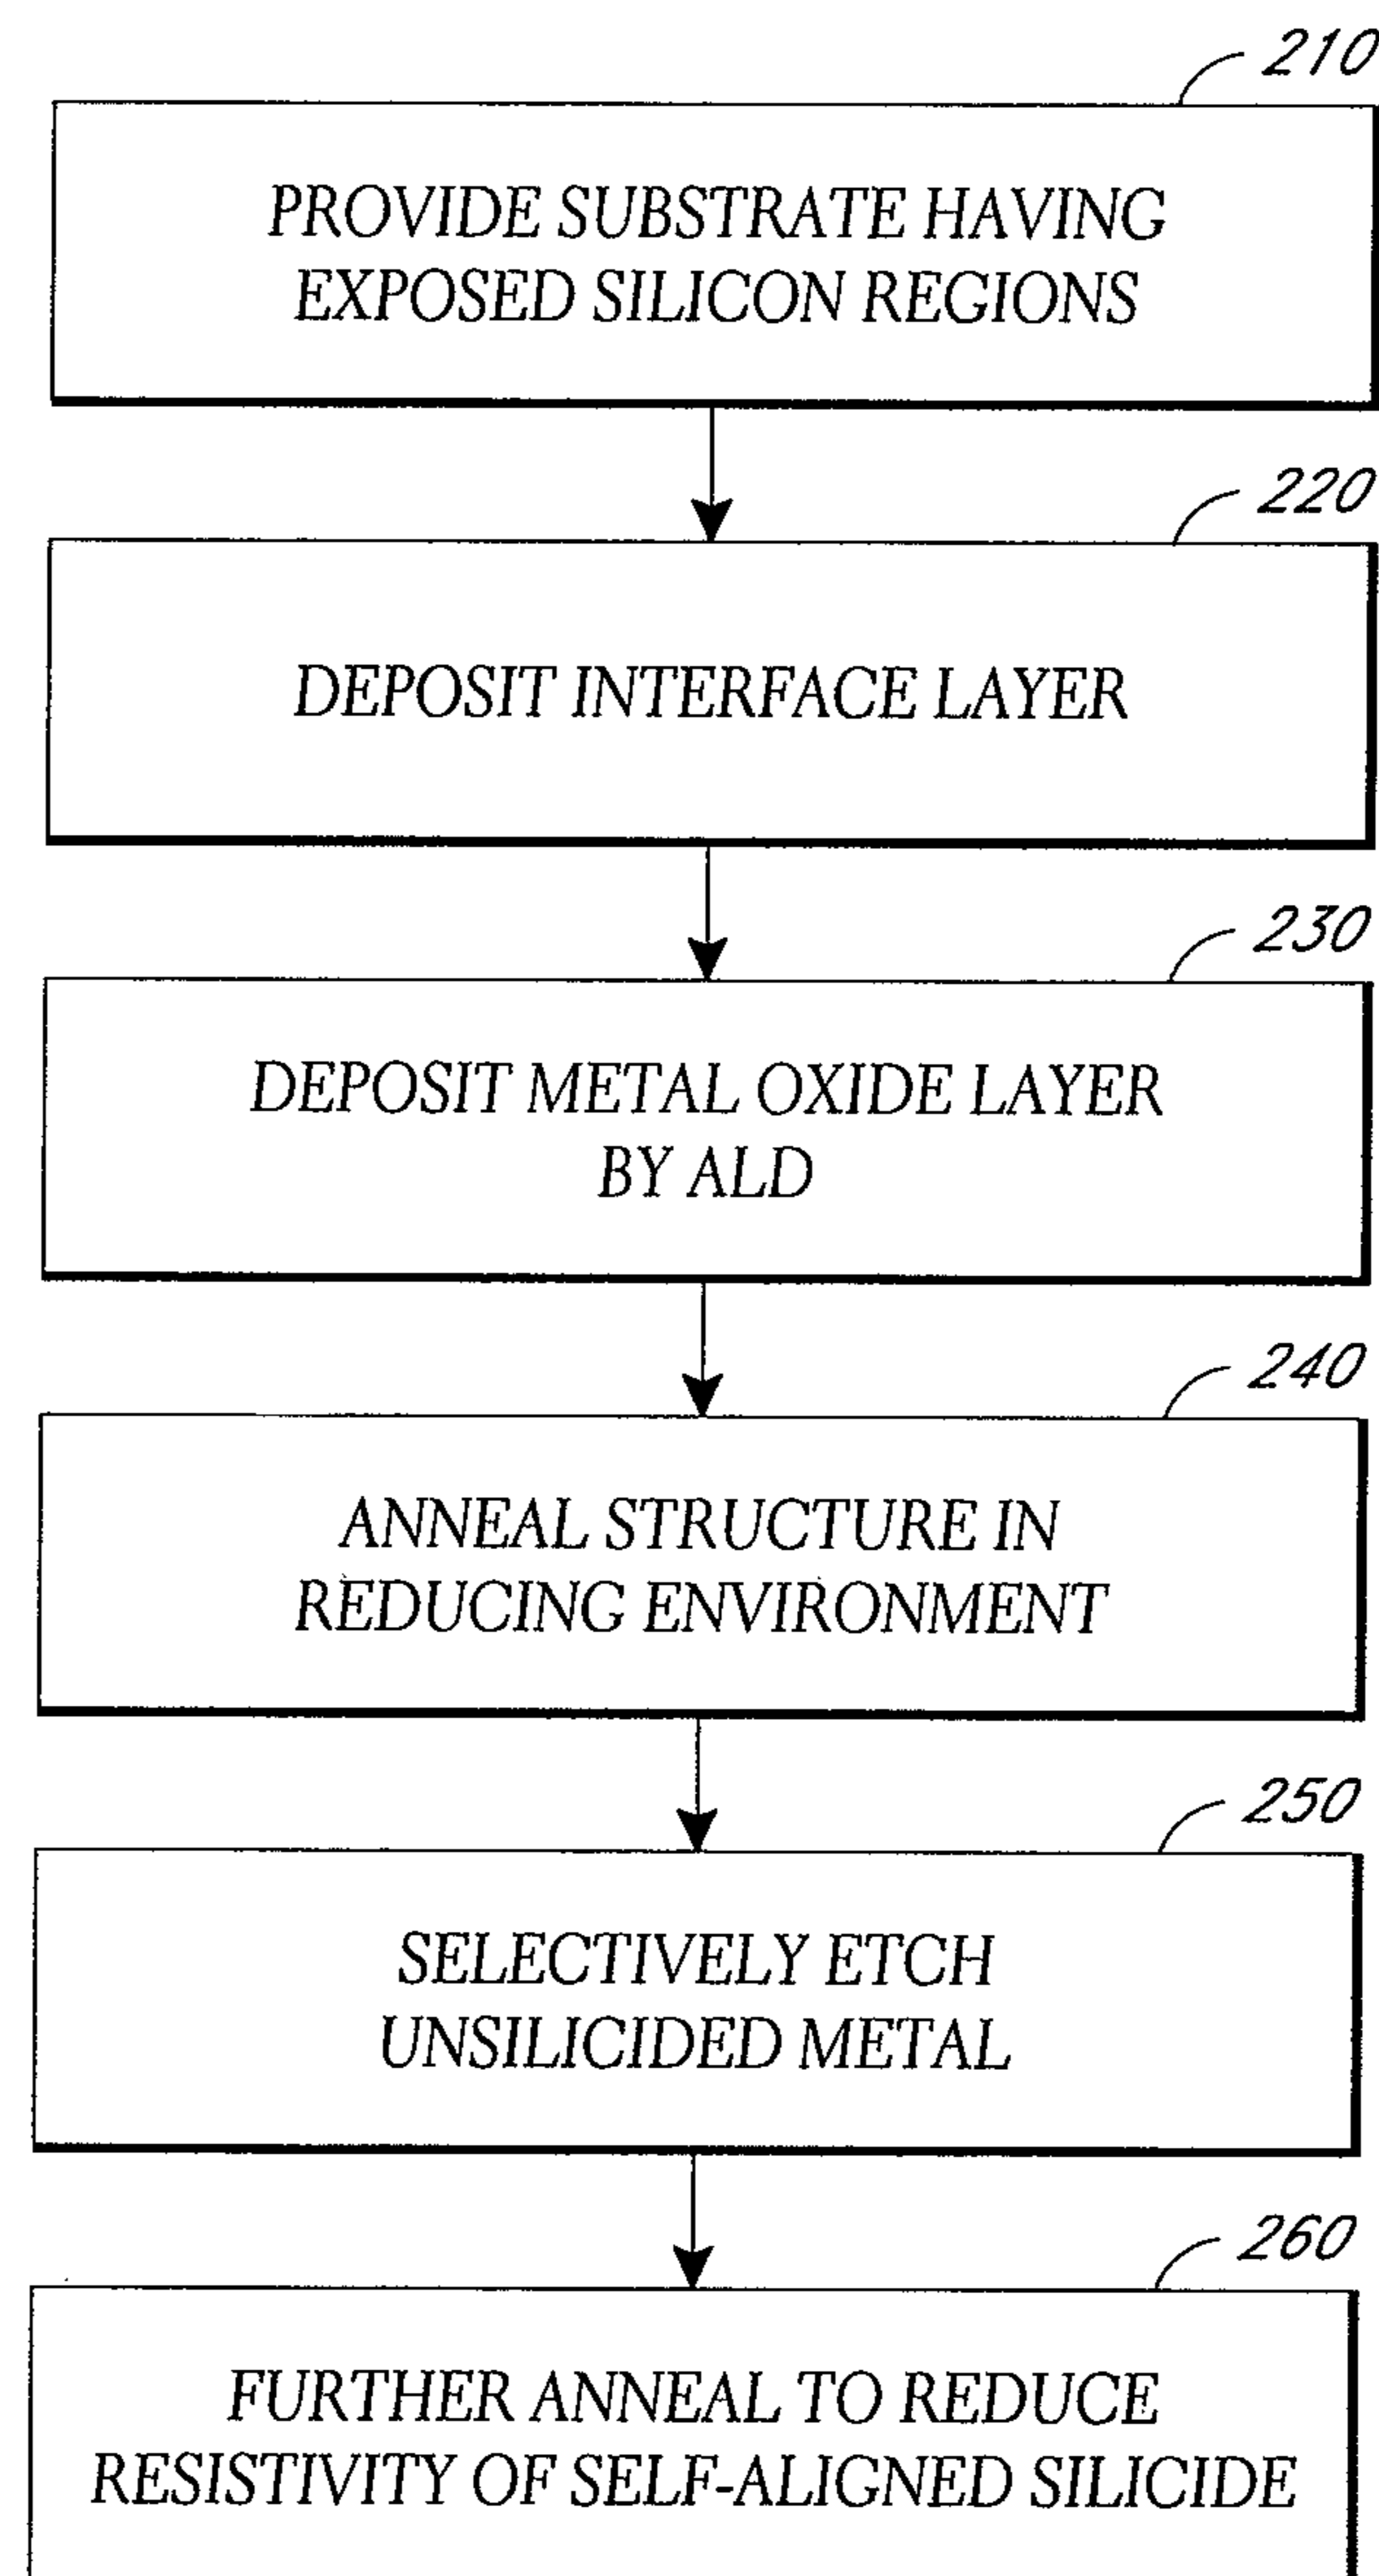 210
PROVIDE SUBSTRATE HAVING
EXPOSED SILICON REGIONS
220
DEPOSIT INTERFACE LAYER
230
DEPOSIT METAL OXIDE LAYER
BY ALD
240
ANNEAL STRUCTURE IN
REDUCING ENVIRONMENT
250
SELECTIVELY ETCH
UNSILICIDED METAL
260
FURTHER ANNEAL TO REDUCE
RESISTIVITY OF SELF-ALIGNED SILICIDE